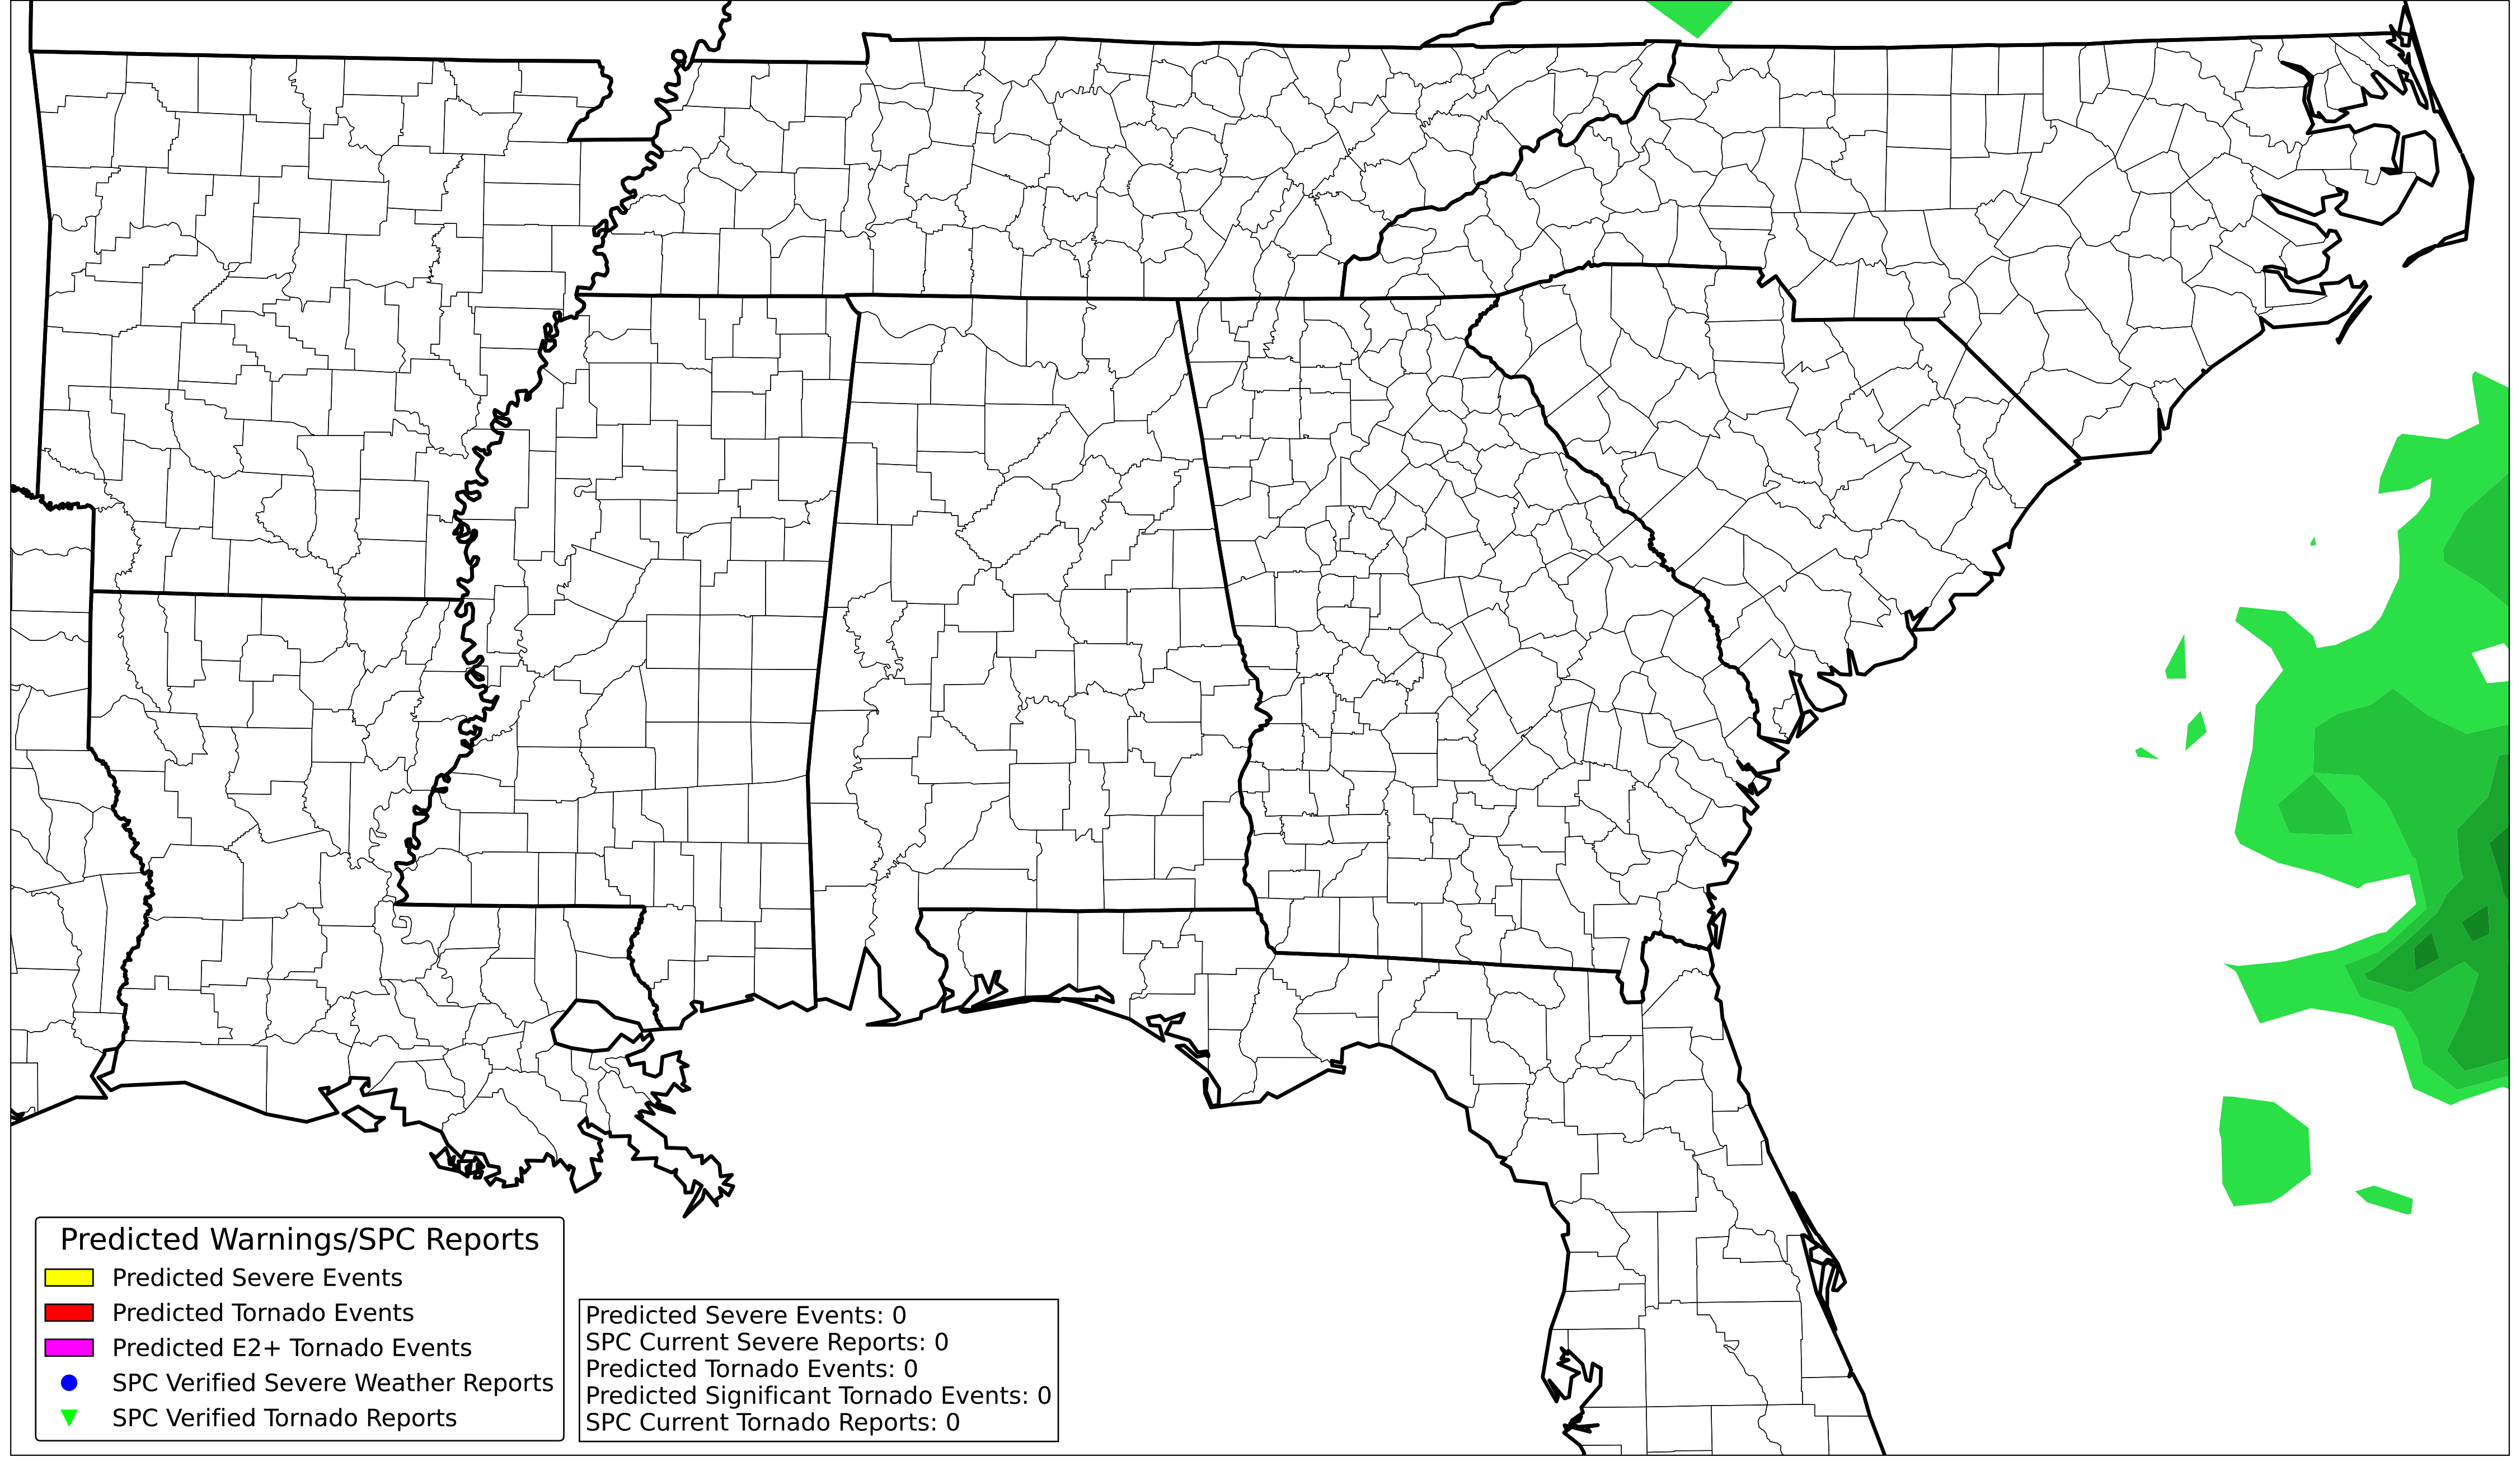 Predicted Warnings/SPC Reports
Predicted Severe Events
Predicted Tornado Events
Predicted E2+ Tornado Events
SPC Verified Severe Weather Reports
SPC Verified Tornado Reports
Predicted Severe Events: 0
SPC Current Severe Reports: 0
Predicted Tornado Events: 0
Predicted Significant Tornado Events: 0
SPC Current Tornado Reports: 0